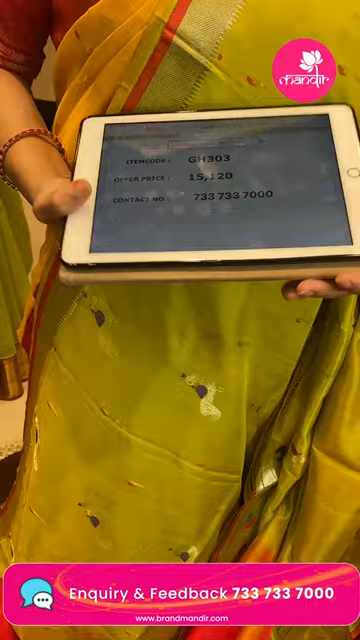 mandir
ITEMCODE : GH303
OFFER PRICE : 15,120
CONTACT NO : 733 733 7000
Enquiry & Feedback 733 733 7000
www.brandmandir.com